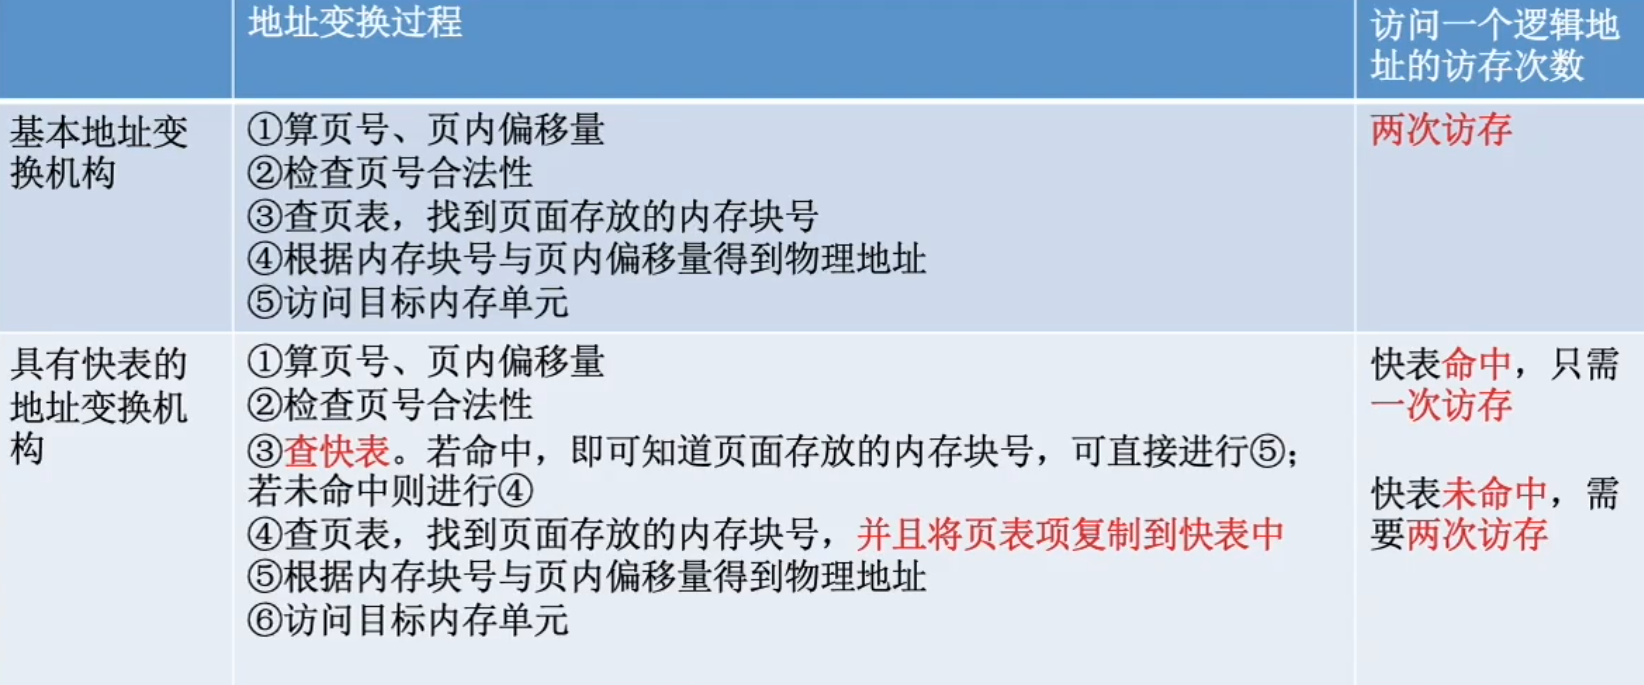 地址变换过程
访问一个逻辑地
址的访存次数
基本地址变
换机构
①算页号、页内偏移量
②检查页号合法性
③查页表，找到页面存放的内存块号
④根据内存块号与页内偏移量得到物理地址
⑤访问目标内存单元
两次访存
具有快表的
地址变换机
构
①算页号、页内偏移量
②检查页号合法性
③查快表。若命中，即可知道页面存放的内存块号，可直接进行⑤；
若未命中则进行④
④查页表，找到页面存放的内存块号，并且将页表项复制到快表中
⑤根据内存块号与页内偏移量得到物理地址
⑥访问目标内存单元
快表命中，只需
一次访存
快表未命中，需
要两次访存